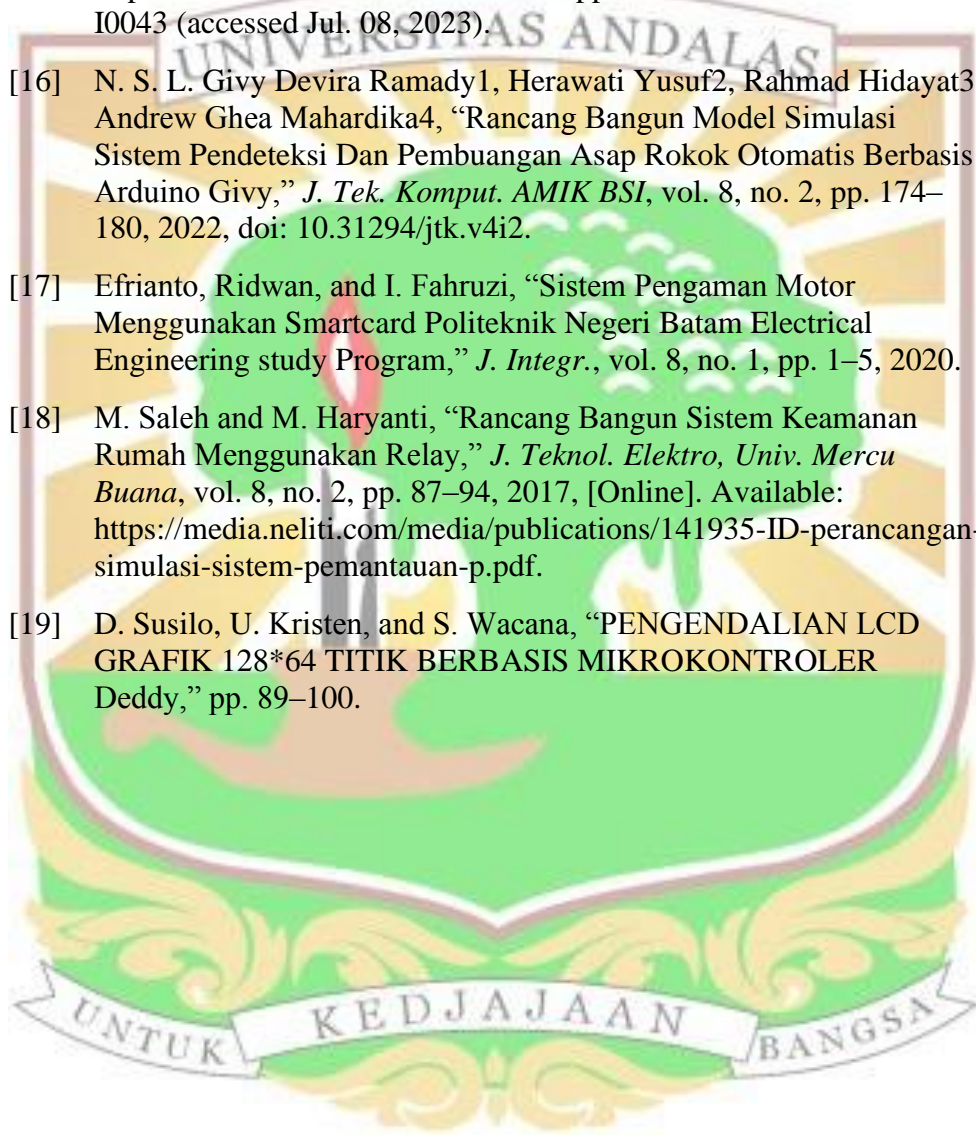 I0043 (accessed Jul. 08, 2023).
UNIVERSITAS ANDALAS
[16] N. S. L. Givy Devira Ramady1, Herawati Yusuf2, Rahmad Hidayat3
Andrew Ghea Mahardika4, “Rancang Bangun Model Simulasi
Sistem Pendeteksi Dan Pembuangan Asap Rokok Otomatis Berbasis
Arduino Givy,” J. Tek. Komput. AMIK BSI, vol. 8, no. 2, pp. 174–
180, 2022, doi: 10.31294/jtk.v4i2.
[17] Efrianto, Ridwan, and I. Fahruzi, “Sistem Pengaman Motor
Menggunakan Smartcard Politeknik Negeri Batam Electrical
Engineering study Program,” J. Integr., vol. 8, no. 1, pp. 1–5, 2020.
[18] M. Saleh and M. Haryanti, “Rancang Bangun Sistem Keamanan
Rumah Menggunakan Relay,” J. Teknol. Elektro, Univ. Mercu
Buana, vol. 8, no. 2, pp. 87–94, 2017, [Online]. Available:
https://media.neliti.com/media/publications/141935-ID-perancangan-
simulasi-sistem-pemantauan-p.pdf.
[19] D. Susilo, U. Kristen, and S. Wacana, “PENGENDALIAN LCD
GRAFIK 128*64 TITIK BERBASIS MIKROKONTROLER
Deddy,” pp. 89–100.
UNTUK KEDJAJAAN BANGSA